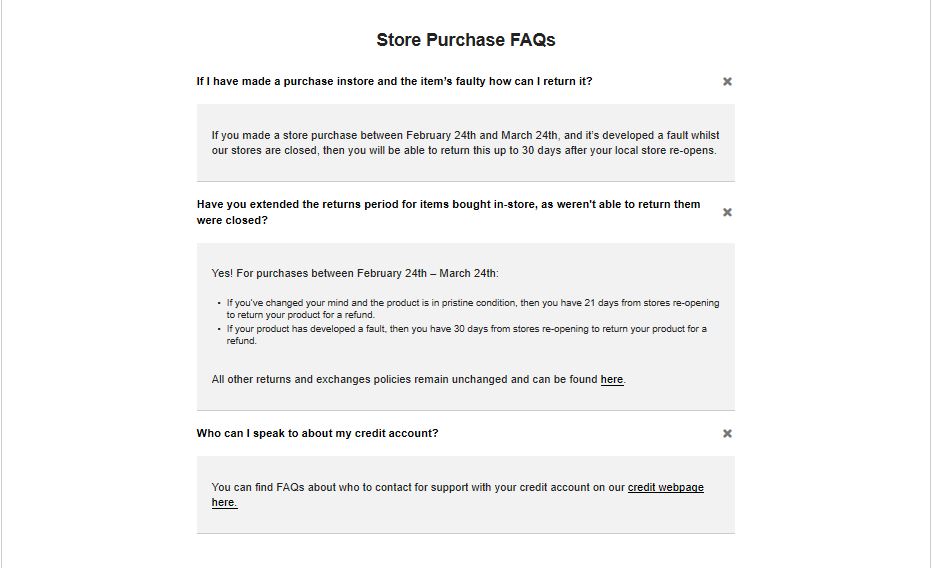 Store Purchase FAQs
If I have made a purchase instore and the item's faulty how can I return it?
If you made a store purchase between February 24th and March 24th, and it's developed a fault whilst
our stores are closed, then you will be able to return this up to 30 days after your local store re-opens.
Have you extended the returns period for items bought in-store, as weren't able to return them
were closed?
Yes! For purchases between February 24th – March 24th:
• If you've changed your mind and the product is in pristine condition, then you have 21 days from stores re-opening
to return your product for a refund.
• If your product has developed a fault, then you have 30 days from stores re-opening to return your product for a
refund.
All other returns and exchanges policies remain unchanged and can be found here.
Who can I speak to about my credit account?
You can find FAQs about who to contact for support with your credit account on our credit webpage
here.